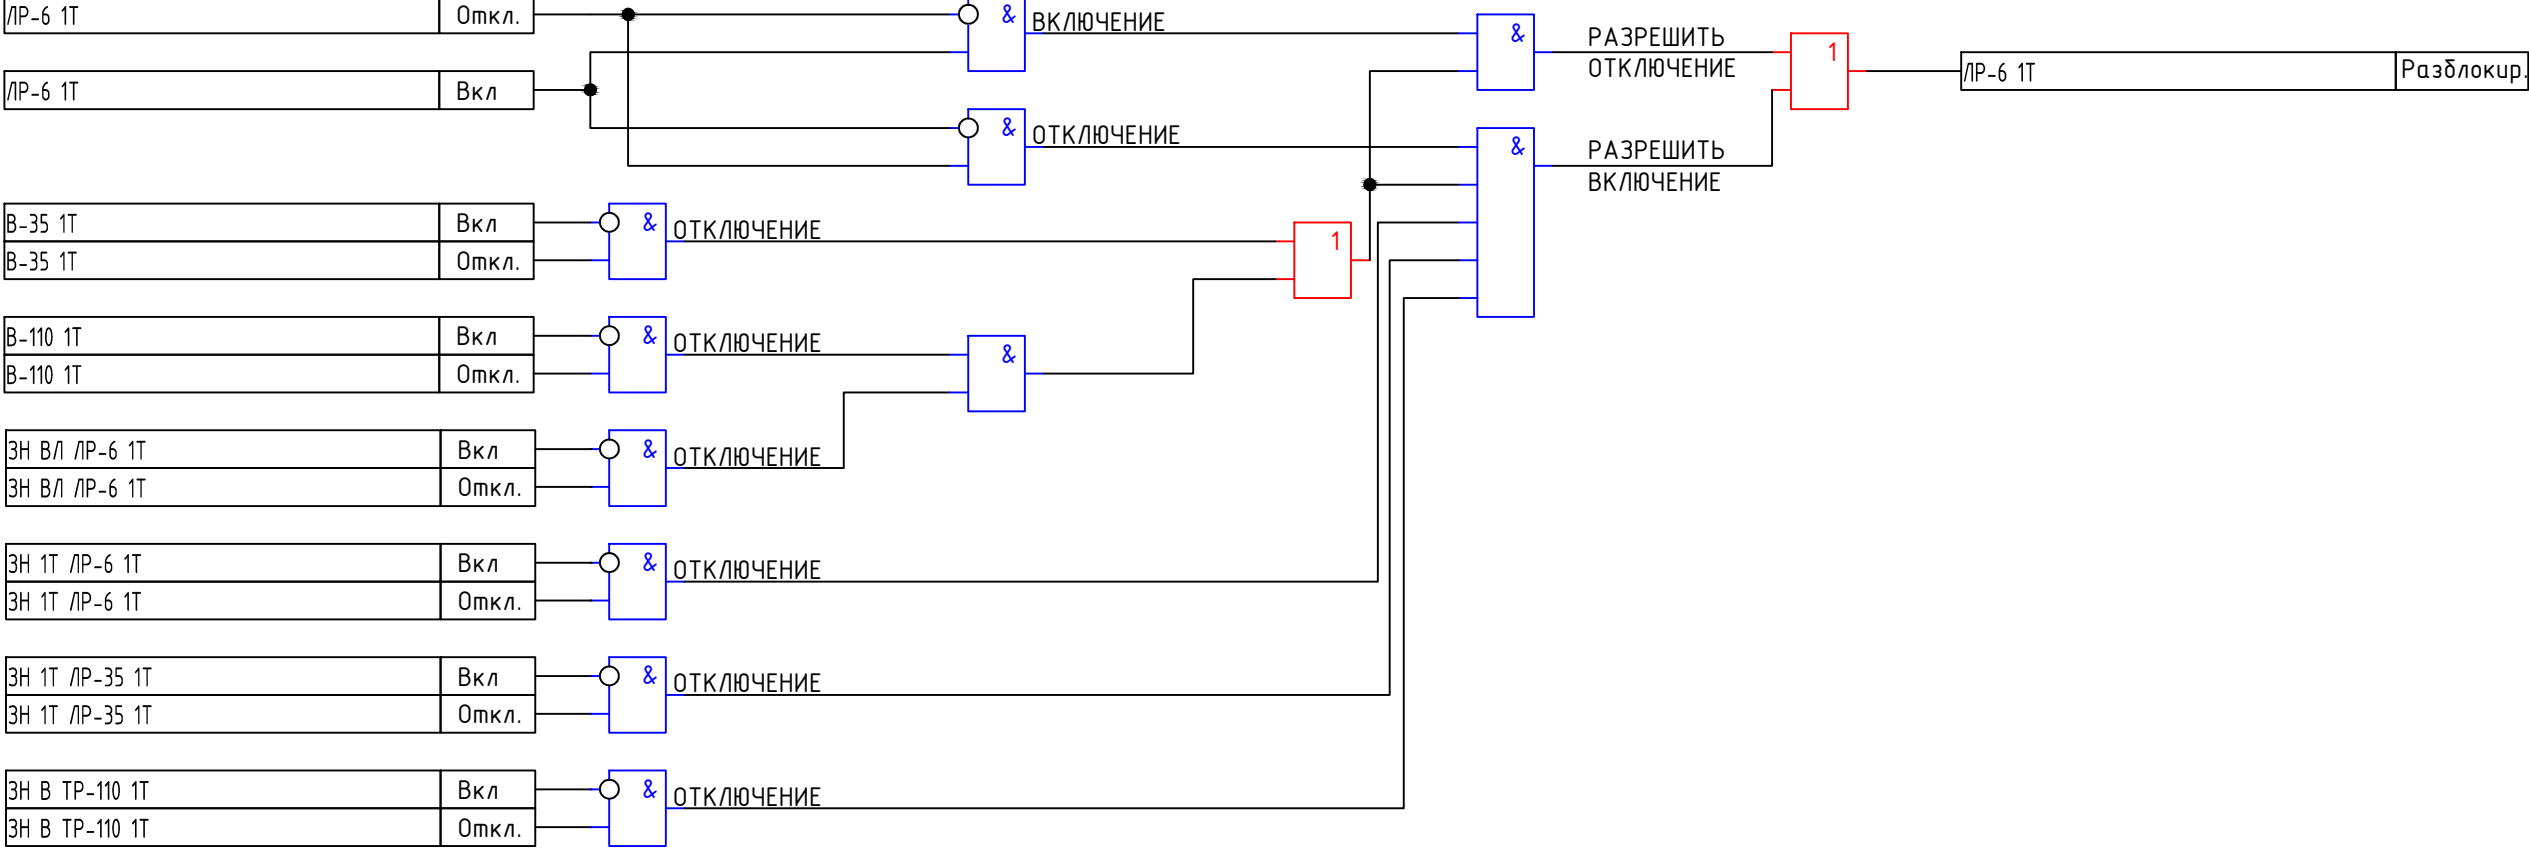 ЛР-6 1Т Откл. & ВКЛЮЧЕНИЕ & РАЗРЕШИТЬ 1
ОТКЛЮЧЕНИЕ ЛР-6 1Т Разблокир.
ЛР-6 1Т Вкл
& ОТКЛЮЧЕНИЕ & РАЗРЕШИТЬ
ВКЛЮЧЕНИЕ
В-35 1Т Вкл & ОТКЛЮЧЕНИЕ 1
В-35 1Т Откл.
В-110 1Т Вкл & ОТКЛЮЧЕНИЕ &
В-110 1Т Откл.
ЗН ВЛ ЛР-6 1Т Вкл & ОТКЛЮЧЕНИЕ
ЗН ВЛ ЛР-6 1Т Откл.
ЗН 1Т ЛР-6 1Т Вкл & ОТКЛЮЧЕНИЕ
ЗН 1Т ЛР-6 1Т Откл.
ЗН 1Т ЛР-35 1Т Вкл & ОТКЛЮЧЕНИЕ
ЗН 1Т ЛР-35 1Т Откл.
ЗН В ТР-110 1Т Вкл & ОТКЛЮЧЕНИЕ
ЗН В ТР-110 1Т Откл.